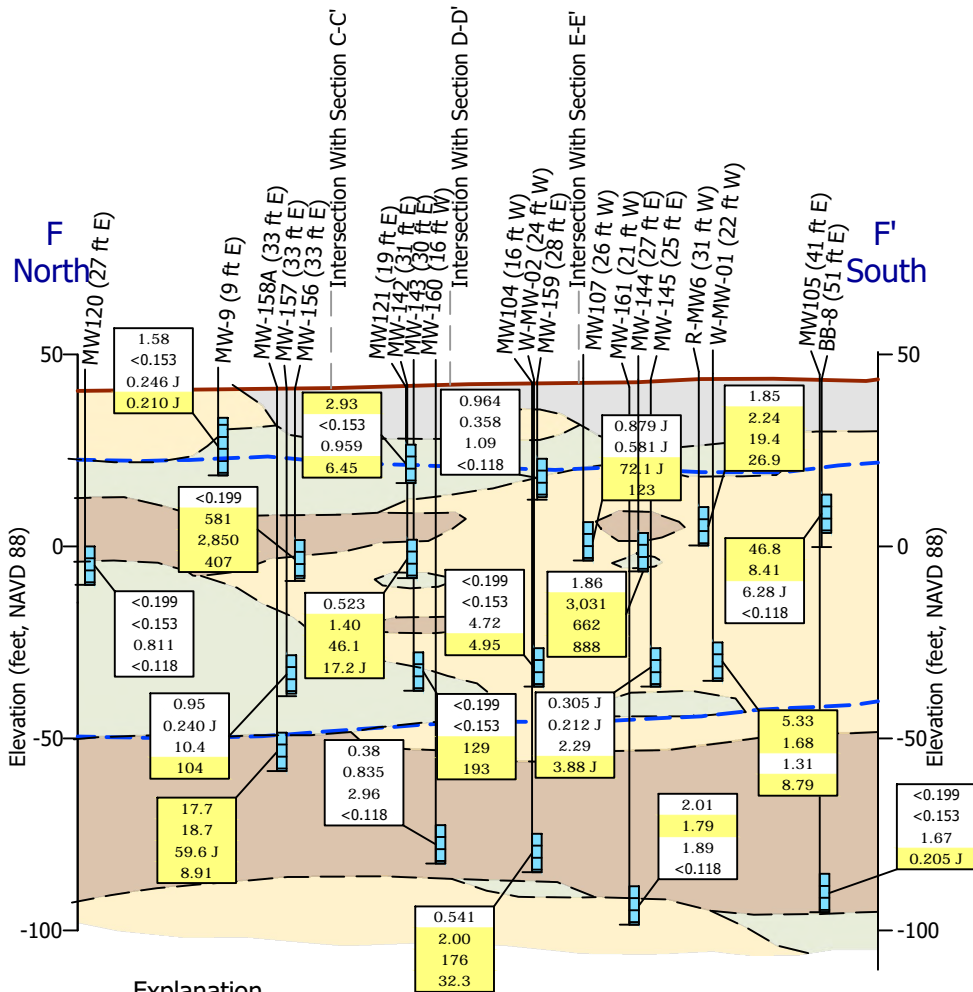 F
North
F'
South
MW120 (27 ft E)
MW-9 (9 ft E)
MW-158A (33 ft E)
MW-157 (33 ft E)
MW-156 (33 ft E)
Intersection With Section C-C'
MW121 (19 ft E)
MW-142 (31 ft E)
MW-143 (30 ft E)
MW-160 (16 ft W)
Intersection With Section D-D'
MW104 (16 ft W)
W-MW-02 (24 ft W)
MW-159 (28 ft E)
Intersection With Section E-E'
MW107 (26 ft W)
MW-161 (21 ft W)
MW-144 (27 ft E)
MW-145 (25 ft E)
R-MW6 (31 ft W)
W-MW-01 (22 ft W)
MW105 (41 ft E)
BB-8 (51 ft E)
50
0
-50
-100
Elevation (feet, NAVD 88)
50
0
-50
-100
Elevation (feet, NAVD 88)
1.58
<0.153
0.246 J
0.210 J
2.93
<0.153
0.959
6.45
0.964
0.358
1.09
<0.118
0.879 J
0.581 J
72.1 J
123
1.85
2.24
19.4
26.9
<0.199
581
2,850
407
<0.199
<0.153
0.811
<0.118
0.523
1.40
46.1
17.2 J
<0.199
<0.153
4.72
4.95
1.86
3,031
662
888
46.8
8.41
6.28 J
<0.118
0.95
0.240 J
10.4
104
<0.199
<0.153
129
193
0.305 J
0.212 J
2.29
3.88 J
5.33
1.68
1.31
8.79
17.7
18.7
59.6 J
8.91
0.38
0.835
2.96
<0.118
2.01
1.79
1.89
<0.118
<0.199
<0.153
1.67
0.205 J
0.541
2.00
176
32.3
Explanation